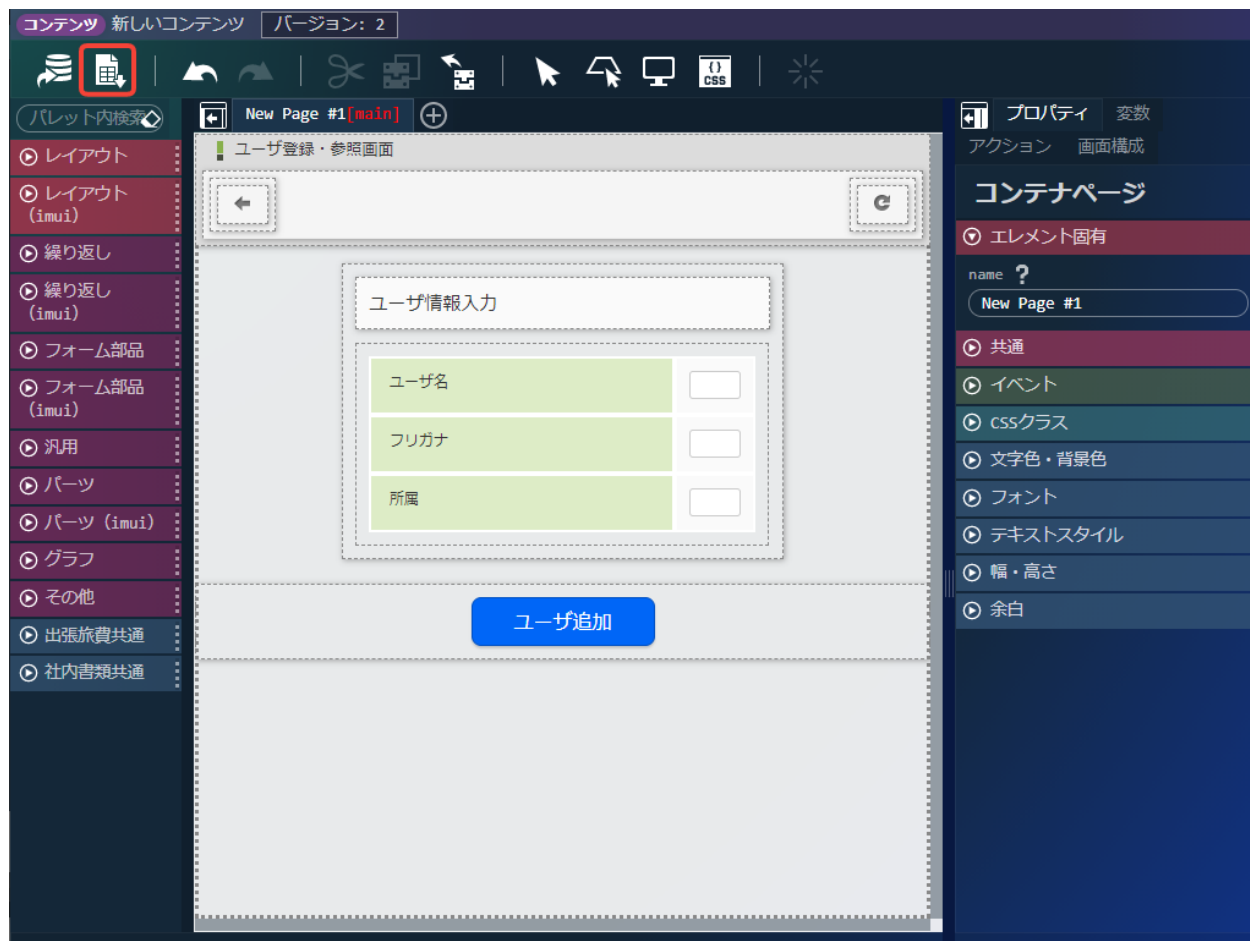 コンテンツ 新しいコンテンツ バージョン: 2
{} CSS
パレット内検索
New Page #1[main]
プロパティ 変数
アクション 画面構成
レイアウト
レイアウト
(imui)
繰り返し
繰り返し
(imui)
フォーム部品
フォーム部品
(imui)
汎用
パーツ
パーツ (imui)
グラフ
その他
出張旅費共通
社内書類共通
ユーザ登録・参照画面
ユーザ情報入力
ユーザ名
フリガナ
所属
ユーザ追加
コンテナページ
エレメント固有
name ?
New Page #1
共通
イベント
CSSクラス
文字色・背景色
フォント
テキストスタイル
幅・高さ
余白